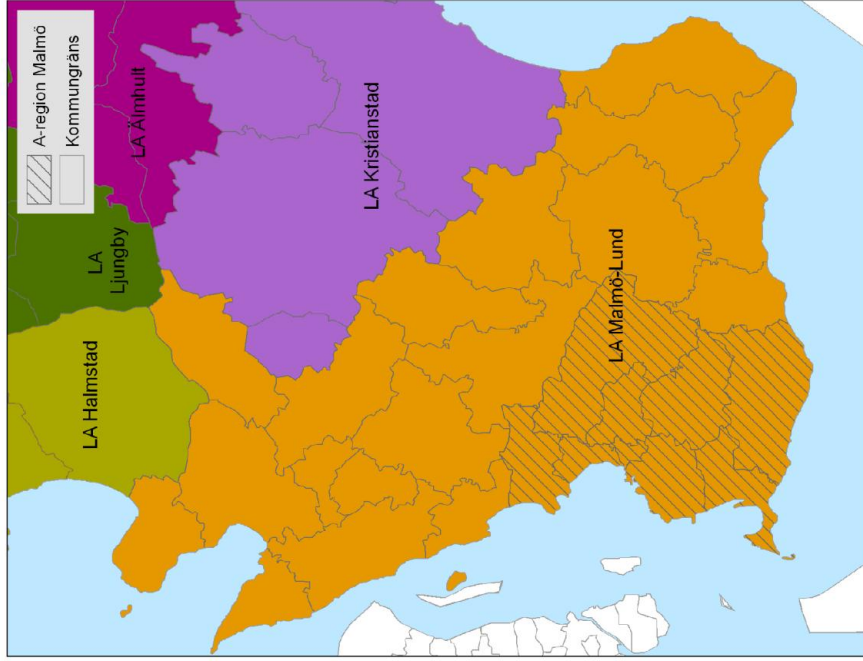 A-region Malmö
Kommungräns
LA Älmhult
LA
Ljungby
LA Halmstad
LA Kristianstad
LA Malmö-Lund